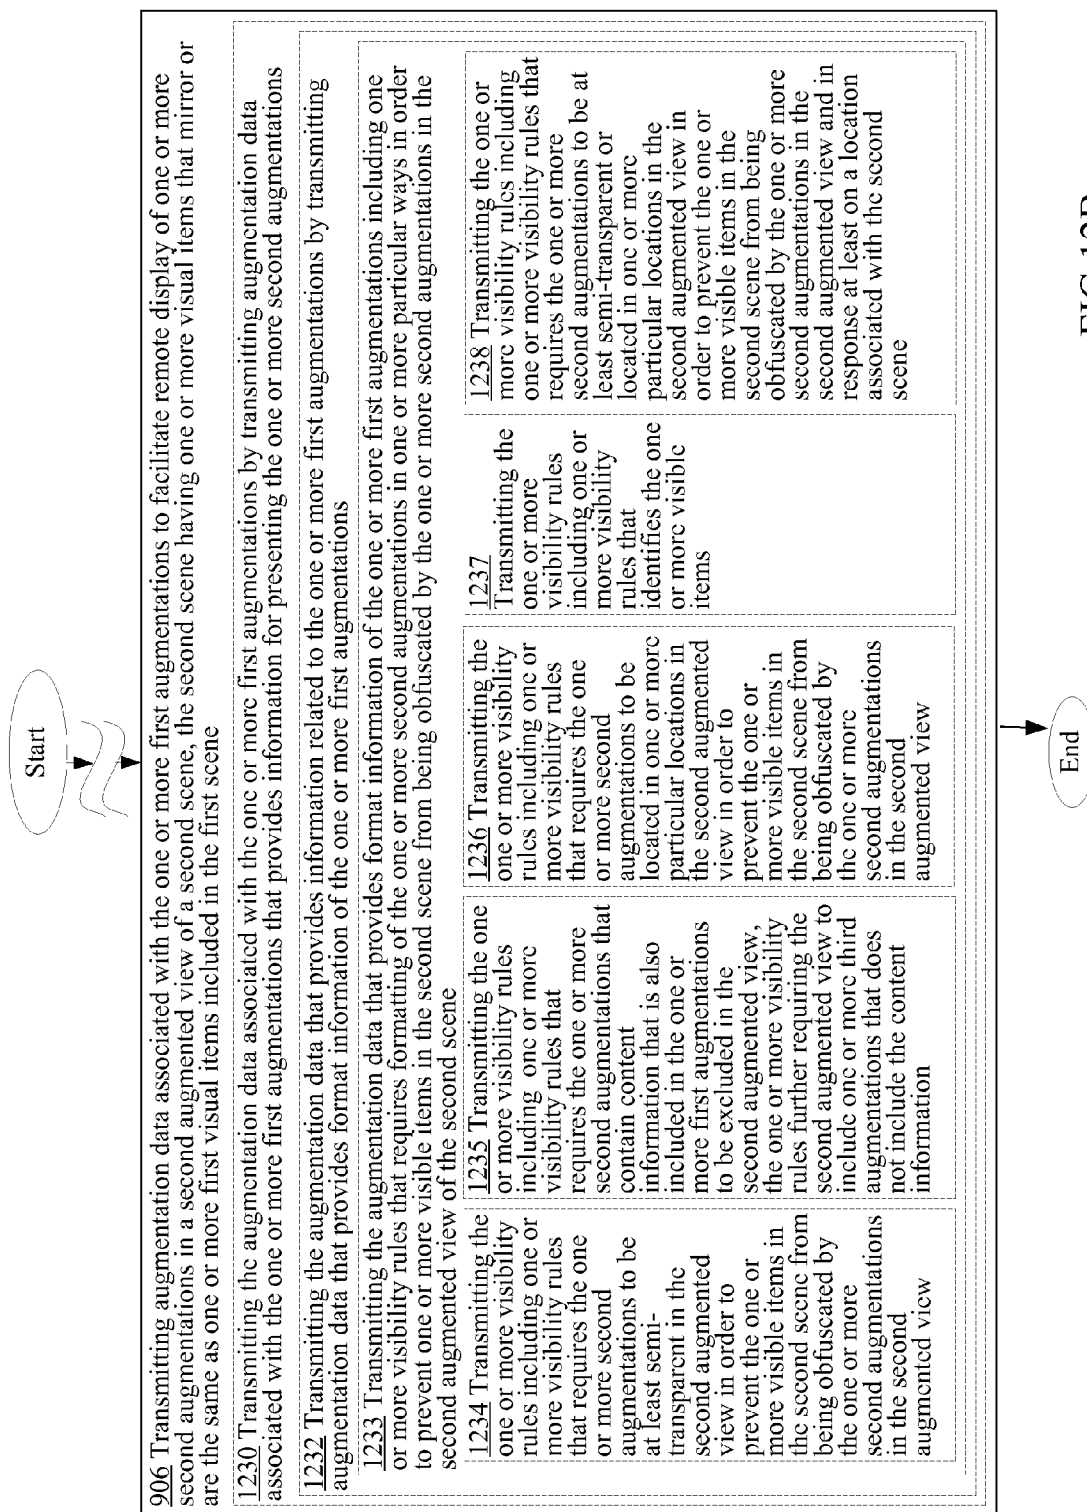 Start
906 Transmitting augmentation data associated with the one or more first augmentations to facilitate remote display of one or more
second augmentations in a second augmented view of a second scene, the second scene having one or more visual items that mirror or
are the same as one or more first visual items included in the first scene
1230 Transmitting the augmentation data associated with the one or more first augmentations by transmitting augmentation data
associated with the one or more first augmentations that provides information for presenting the one or more second augmentations
1232 Transmitting the augmentation data that provides information related to the one or more first augmentations by transmitting
augmentation data that provides format information of the one or more first augmentations
1233 Transmitting the augmentation data that provides format information of the one or more first augmentations including one
or more visibility rules that requires formatting of the one or more second augmentations in one or more particular ways in order
to prevent one or more visible items in the second scene from being obfuscated by the one or more second augmentations in the
second augmented view of the second scene
1234 Transmitting the
one or more visibility
rules including one or
more visibility rules
that requires the one
or more second
augmentations to be
at least semi-
transparent in the
second augmented
view in order to
prevent the one or
more visible items in
the second scene from
being obfuscated by
the one or more
second augmentations
in the second
augmented view
1235 Transmitting the one
or more visibility rules
including one or more
visibility rules that
requires the one or more
second augmentations that
contain content
information that is also
included in the one or
more first augmentations
to be excluded in the
second augmented view,
the one or more visibility
rules further requiring the
second augmented view to
include one or more third
augmentations that does
not include the content
information
1236 Transmitting the
one or more visibility
rules including one or
more visibility rules
that requires the one
or more second
augmentations to be
located in one or more
particular locations in
the second augmented
view in order to
prevent the one or
more visible items in
the second scene from
being obfuscated by
the one or more
second augmentations
in the second
augmented view
1237
Transmitting the
one or more
visibility rules
including one or
more visibility
rules that
identifies the one
or more visible
items
1238 Transmitting the one or
more visibility rules including
one or more visibility rules that
requires the one or more
second augmentations to be at
least semi-transparent or
located in one or more
particular locations in the
second augmented view in
order to prevent the one or
more visible items in the
second scene from being
obfuscated by the one or more
second augmentations in the
second augmented view and in
response at least on a location
associated with the second
scene
End